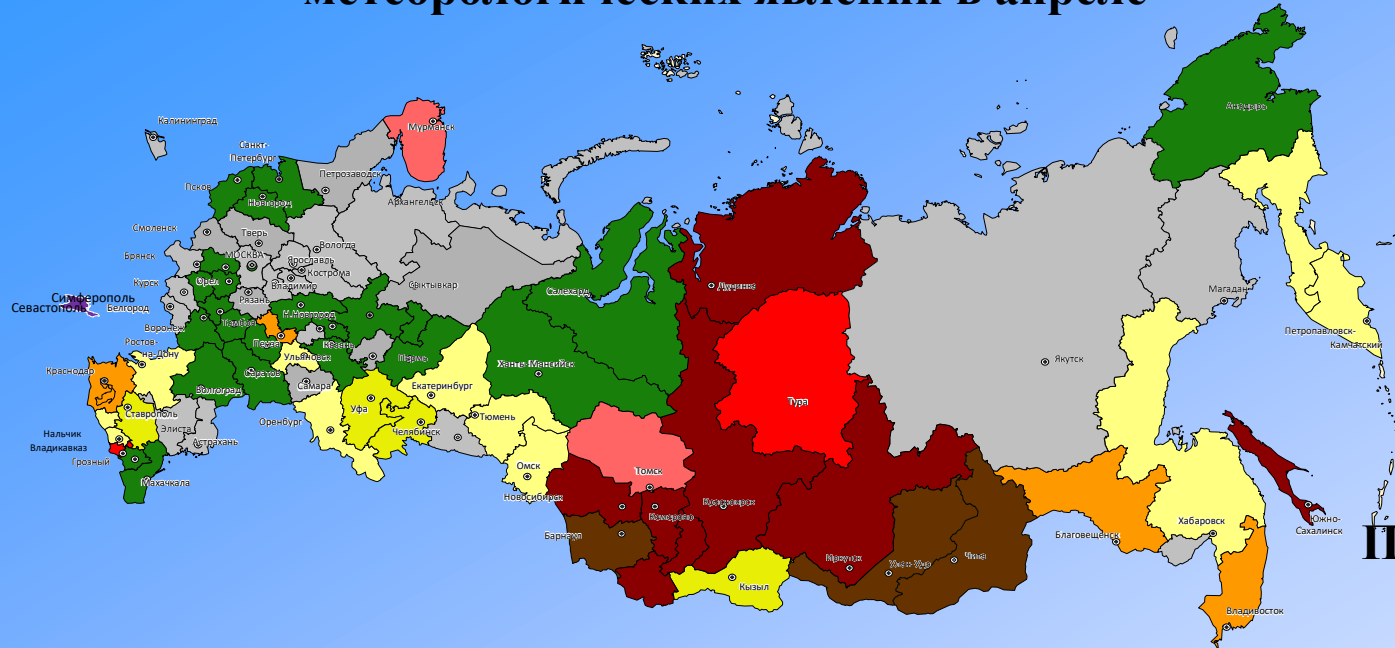 метеорологических явлений в апреле
Анадырь
Калининград
Мурманск
Санкт-
Петербург
Петрозаводск
Псков
Новгород
Архангельск
Смоленск
Тверь
Вологда
Брянск
МОСКВА
Ярославль
Кострома
Курск
Орел
Владимир
Сыктывкар
Салехард
Дудинка
Магадан
Симферополь
Севастополь
Белгород
Рязань
Н.Новгород
Воронеж
Тамбов
Петропавловск-
Камчатский
Ростов-
на-Дону
Пенза
Казань
Ульяновск
Пермь
Ханты-Мансийск
Якутск
Краснодар
Саратов
Самара
Екатеринбург
Волгоград
Тура
Уфа
Ставрополь
Тюмень
Оренбург
Элиста
Челябинск
Нальчик
Астрахань
Владикавказ
Грозный
Омск
Томск
Махачкала
Новосибирск
Красноярск
Кемерово
Хабаровск
Южно-
Сахалинск
Барнаул
Благовещенск
Иркутск
Улан-Удэ
Чита
Кызыл
Владивосток